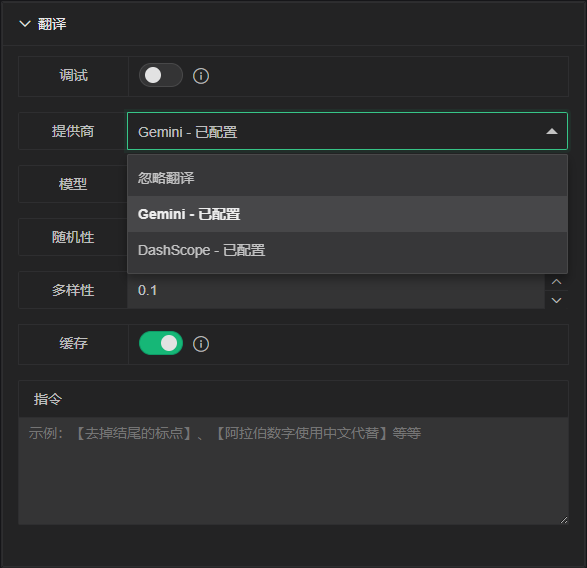 翻译
调试
提供商
Gemini - 已配置
忽略翻译
模型
Gemini - 已配置
随机性
DashScope - 已配置
多样性
0.1
缓存
指令
示例：【去掉结尾的标点】、【阿拉伯数字使用中文代替】等等